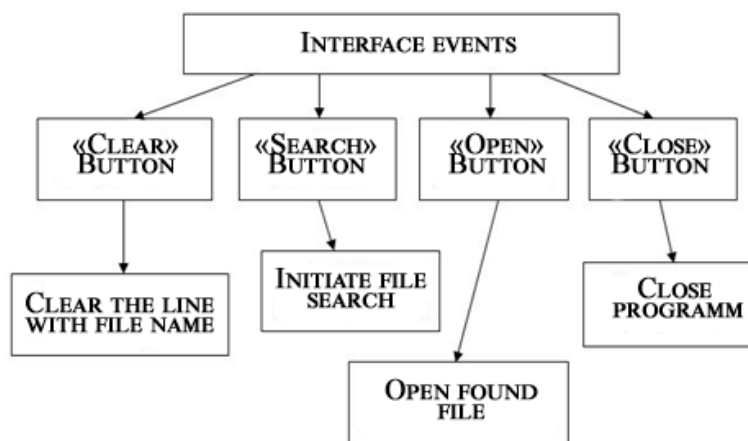 INTERFACE EVENTS
«CLEAR»
BUTTON
«SEARCH»
BUTTON
«OPEN»
BUTTON
«CLOSE»
BUTTON
CLEAR THE LINE
WITH FILE NAME
INITIATE FILE
SEARCH
OPEN FOUND
FILE
CLOSE
PROGRAMM